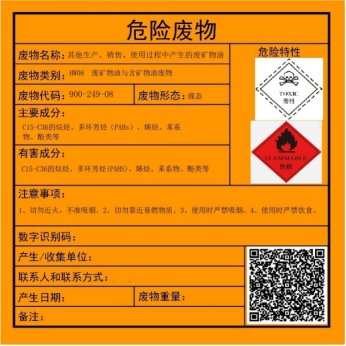 危险废物
废物名称：其他生产、销售、使用过程中产生的废矿物油
危险特性
废物类别：HW08 废矿物油与含矿物油废物
废物代码：900-249-08
废物形态：液态
TOXIC
毒性
主要成分：
C15-C36的烷烃、多环芳烃（PAHs）、烯烃、苯系
物、酚类等
有害成分：
C15-C36的烷烃、多环芳烃(PAHS)、烯烃、苯系物、酚类等
FLAMMABLE
易燃
注意事项：
1、切勿近火，不准吸烟。2、切勿靠近易燃物质。3、使用时严禁吸烟。4、使用时严禁饮食。
数字识别码：
产生/收集单位：
联系人和联系方式：
产生日期：
废物重量：
备注：